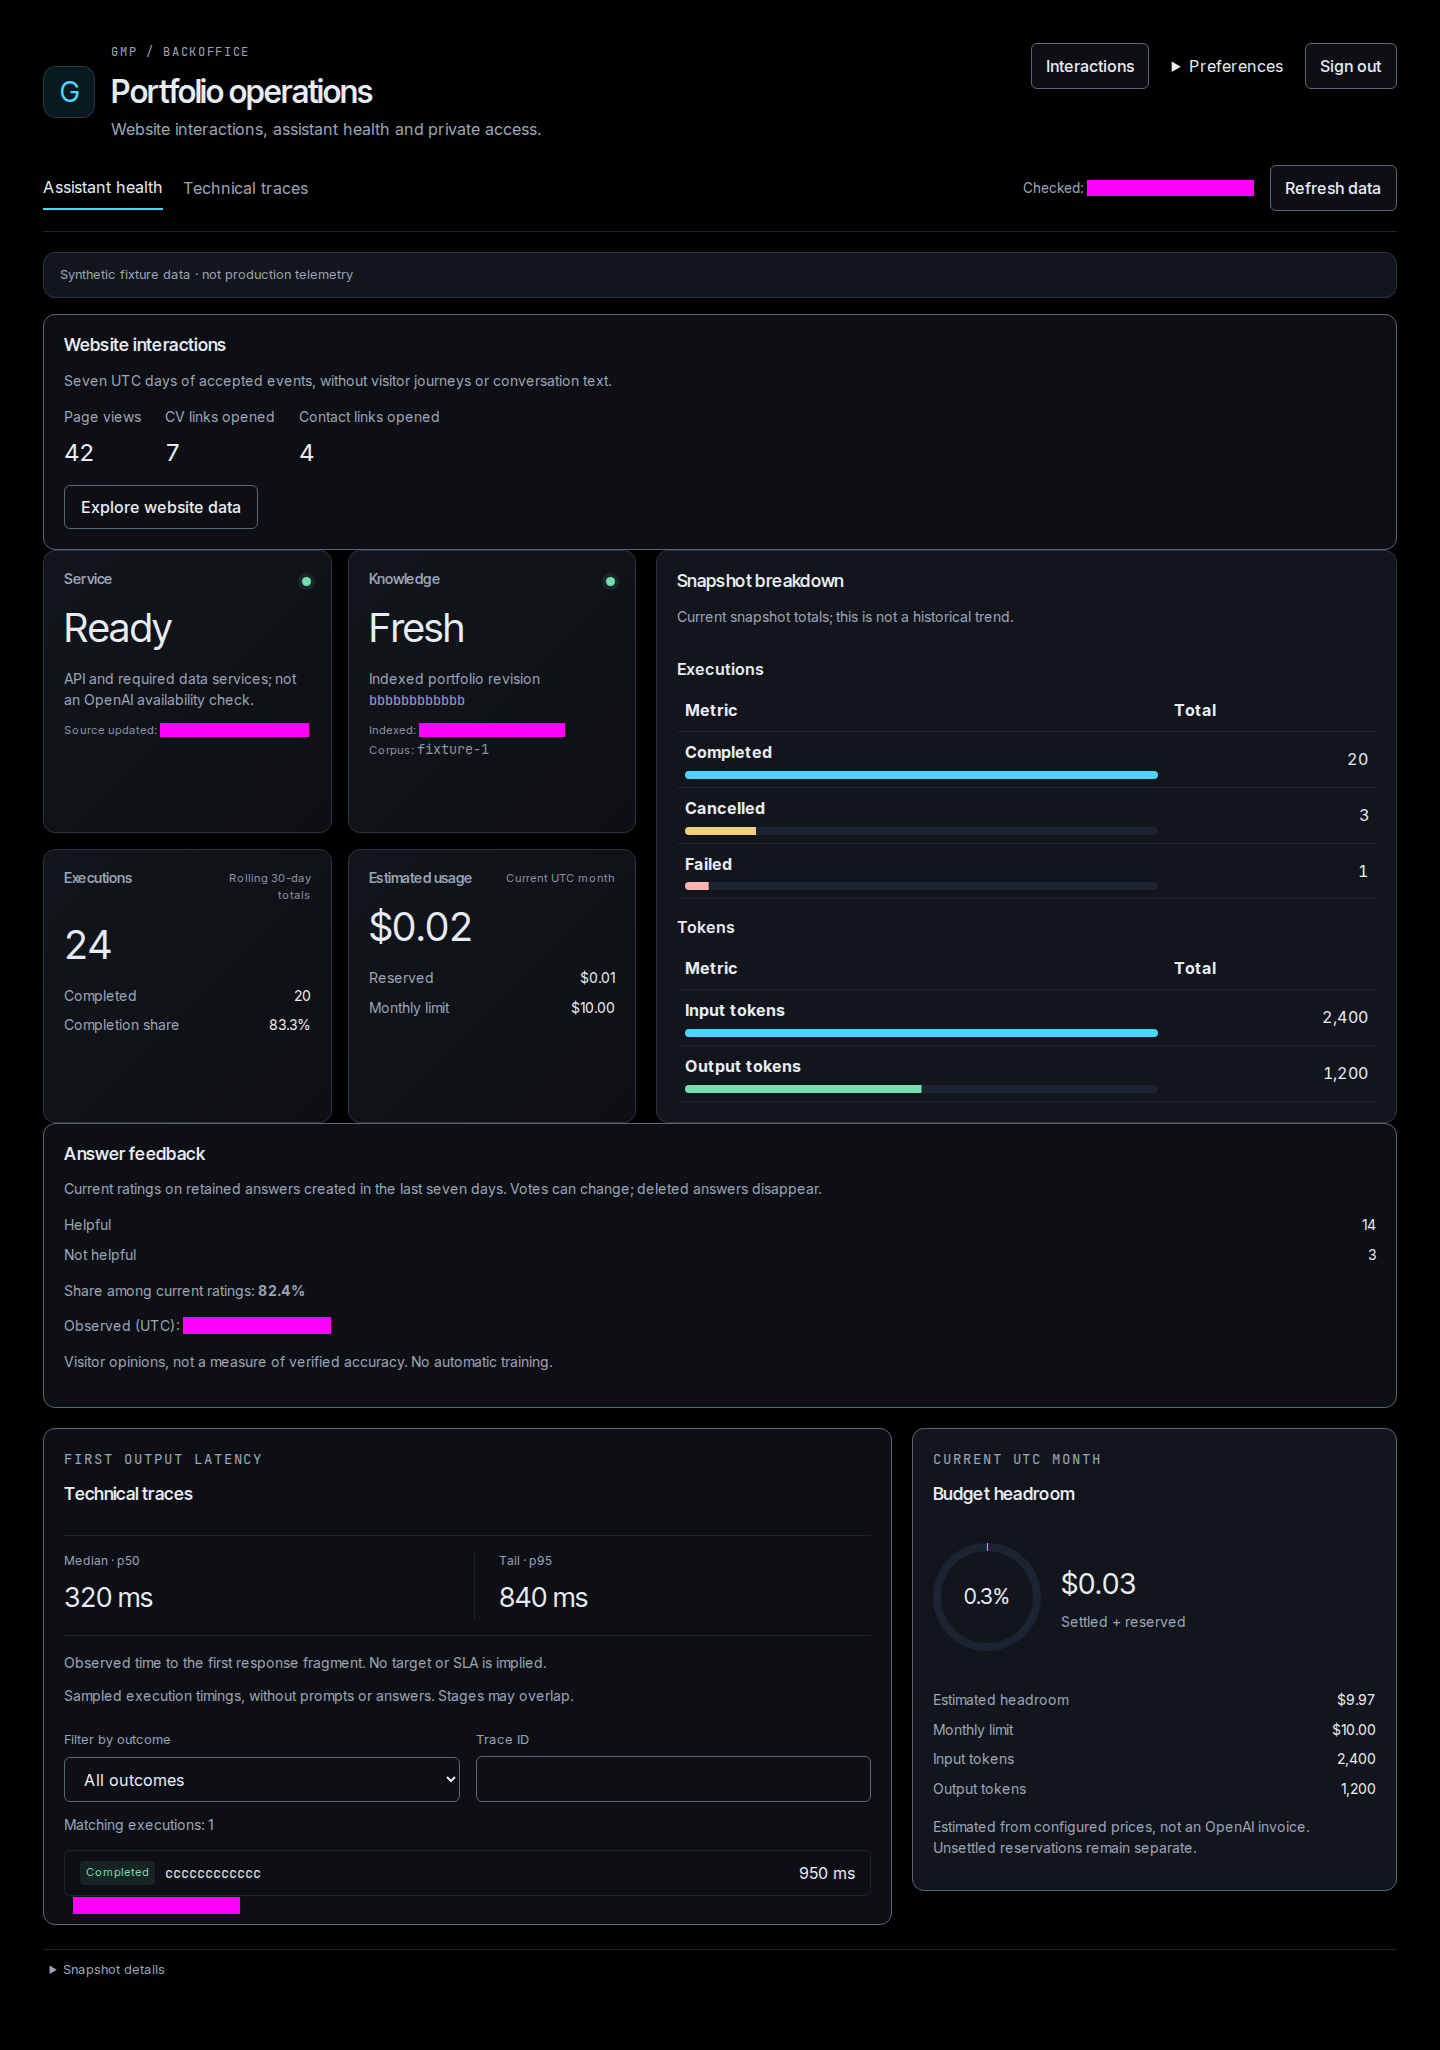 GMP / BACKOFFICE
G
Portfolio operations
Website interactions, assistant health and private access.
Interactions
▶ Preferences
Sign out
Assistant health
Technical traces
Checked:
Refresh data
Synthetic fixture data · not production telemetry
Website interactions
Seven UTC days of accepted events, without visitor journeys or conversation text.
Page views
CV links opened
Contact links opened
42
7
4
Explore website data
Service
Ready
API and required data services; not
an OpenAI availability check.
Source updated:
Knowledge
Fresh
Indexed portfolio revision
bbbbbbbbbbbb
Indexed:
Corpus: fixture-1
Executions
Rolling 30-day
totals
24
Completed 20
Completion share 83.3%
Estimated usage
Current UTC month
$0.02
Reserved $0.01
Monthly limit $10.00
Snapshot breakdown
Current snapshot totals; this is not a historical trend.
Executions
Metric Total
Completed 20
Cancelled 3
Failed 1
Tokens
Metric Total
Input tokens 2,400
Output tokens 1,200
Answer feedback
Current ratings on retained answers created in the last seven days. Votes can change; deleted answers disappear.
Helpful 14
Not helpful 3
Share among current ratings: 82.4%
Observed (UTC):
Visitor opinions, not a measure of verified accuracy. No automatic training.
FIRST OUTPUT LATENCY
Technical traces
Median · p50
320 ms
Tail · p95
840 ms
Observed time to the first response fragment. No target or SLA is implied.
Sampled execution timings, without prompts or answers. Stages may overlap.
Filter by outcome
All outcomes
Trace ID
Matching executions: 1
Completed cccccccccccc 950 ms
CURRENT UTC MONTH
Budget headroom
0.3%
$0.03
Settled + reserved
Estimated headroom $9.97
Monthly limit $10.00
Input tokens 2,400
Output tokens 1,200
Estimated from configured prices, not an OpenAI invoice.
Unsettled reservations remain separate.
▶ Snapshot details